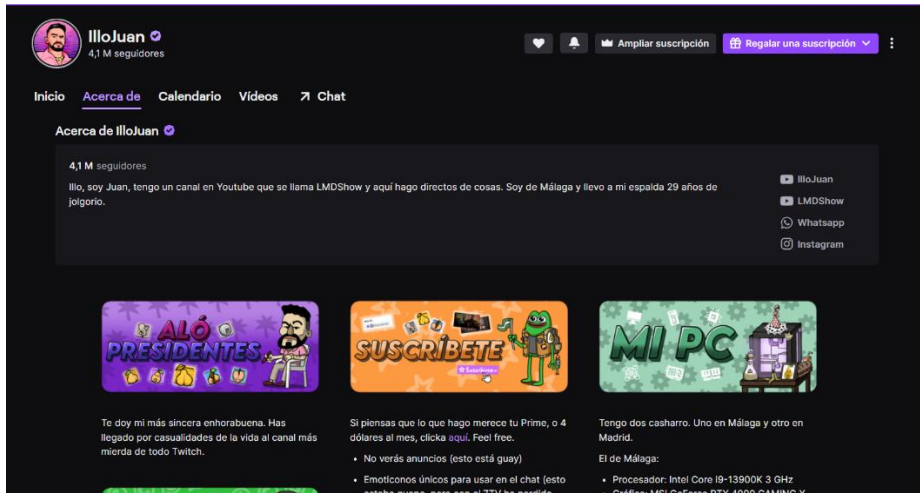 IlloJuan
4,1 M seguidores
Ampliar suscripción
Regalar una suscripción
Inicio Acerca de Calendario Vídeos Chat
Acerca de IlloJuan
4,1 M seguidores
Illo, soy Juan, tengo un canal en Youtube que se llama LMDShow y aquí hago directos de cosas. Soy de Málaga y llevo a mi espalda 29 años de
jolgorio.
IlloJuan
LMDShow
Whatsapp
Instagram
ALÓ
PRESIDENTES
Te doy mi más sincera enhorabuena. Has
llegado por casualidades de la vida al canal más
mierda de todo Twitch.
SUSCRÍBETE
Si piensas que lo que hago merece tu Prime, o 4
dólares al mes, clicka aquí. Feel free.
• No verás anuncios (esto está guay)
• Emoticonos únicos para usar en el chat (esto
MI PC
Tengo dos casharro. Uno en Málaga y otro en
Madrid.
El de Málaga:
• Procesador: Intel Core I9-13900K 3 GHz